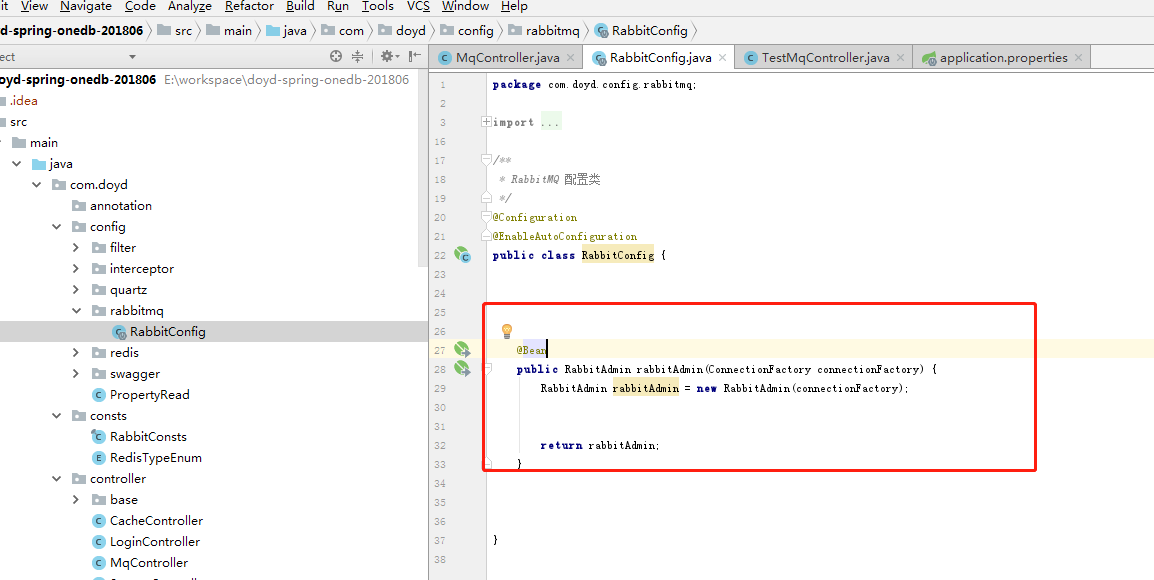 it View Navigate Code Analyze Refactor Build Run Tools VCS Window Help
d-spring-onedb-201806 src main java com doyd config rabbitmq RabbitConfig
ect
MqController.java RabbitConfig.java TestMqController.java application.properties
oyd-spring-onedb-201806 E:\workspace\doyd-spring-onedb-201806
.idea
src
main
java
com.doyd
annotation
config
filter
interceptor
quartz
rabbitmq
RabbitConfig
redis
swagger
PropertyRead
consts
RabbitConsts
RedisTypeEnum
controller
base
CacheController
LoginController
MqController
1 package com.doyd.config.rabbitmq;
2
3 import ...
16
17 /**
18 * RabbitMQ 配置类
19 */
20 @Configuration
21 @EnableAutoConfiguration
22 public class RabbitConfig {
23
24
25
26
27 @Bean
28 public RabbitAdmin rabbitAdmin(ConnectionFactory connectionFactory) {
29 RabbitAdmin rabbitAdmin = new RabbitAdmin(connectionFactory);
30
31
32 return rabbitAdmin;
33 }
34
35
36
37 }
38